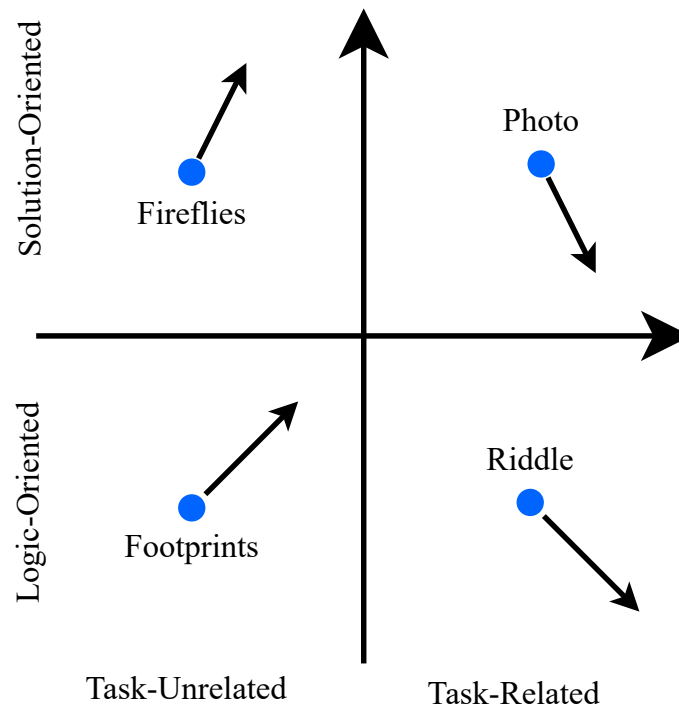 Solution-Oriented
Photo
Fireflies
Logic-Oriented
Riddle
Footprints
Task-Unrelated
Task-Related